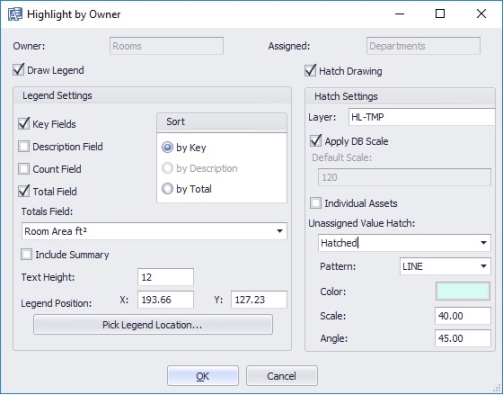 Highlight by Owner
Owner: Rooms Assigned: Departments
Draw Legend
Hatch Drawing
Legend Settings
Key Fields
Description Field
Count Field
Total Field
Sort
by Key
by Description
by Total
Totals Field:
Room Area ft²
Include Summary
Text Height: 12
Legend Position: X: 193.66 Y: 127.23
Pick Legend Location...
Hatch Settings
Layer: HL-TMP
Apply DB Scale
Default Scale:
120
Individual Assets
Unassigned Value Hatch:
Hatched
Pattern: LINE
Color:
Scale: 40.00
Angle: 45.00
OK Cancel